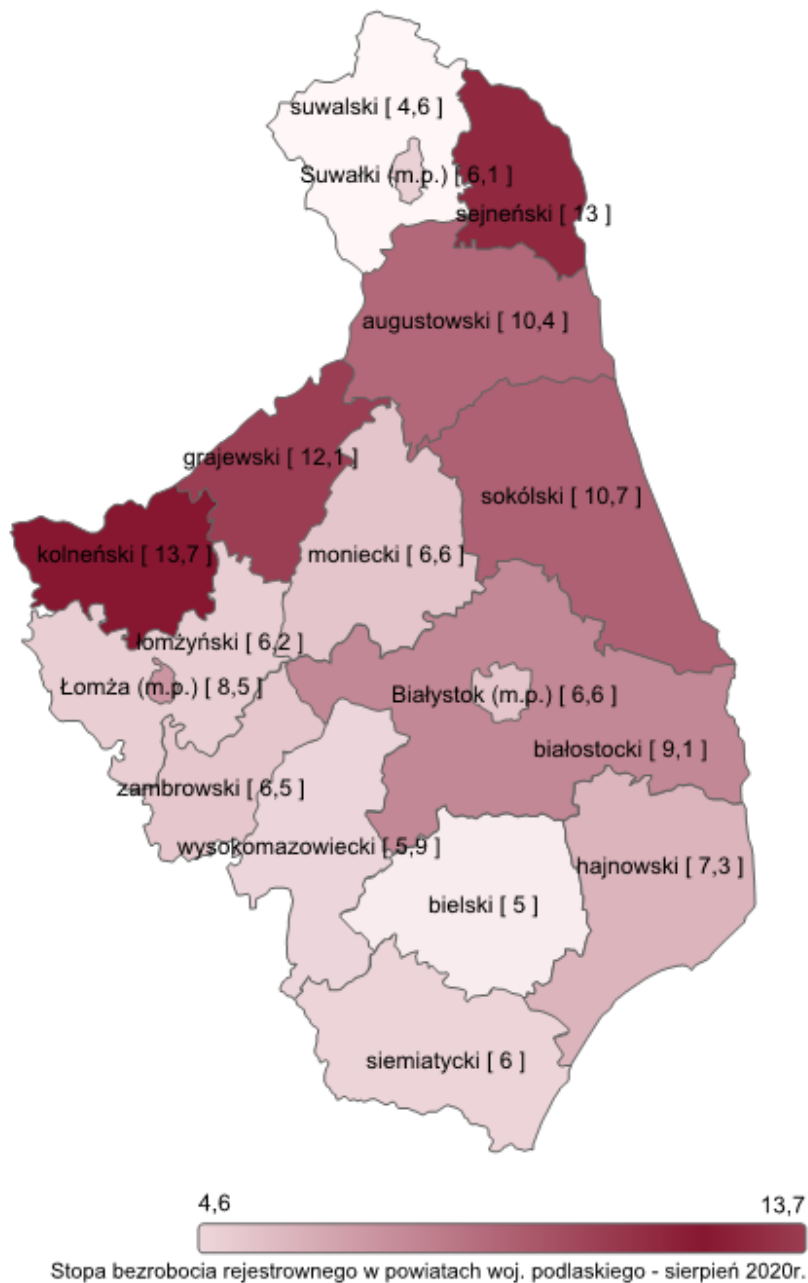 suwalski [ 4,6 ]
Suwałki (m.p.) [ 6,1 ]
sejneński [ 13 ]
augustowski [ 10,4 ]
grajewski [ 12,1 ]
sokólski [ 10,7 ]
kolneński [ 13,7 ]
moniecki [ 6,6 ]
łomżyński [ 6,2 ]
Łomża (m.p.) [ 8,5 ]
Białystok (m.p.) [ 6,6 ]
białostocki [ 9,1 ]
zambrowski [ 6,5 ]
wysokomazowiecki [ 5,9 ]
hajnowski [ 7,3 ]
bielski [ 5 ]
siemiatycki [ 6 ]
4,6 13,7
Stopa bezrobocia rejestrownego w powiatach woj. podlaskiego - sierpień 2020r.